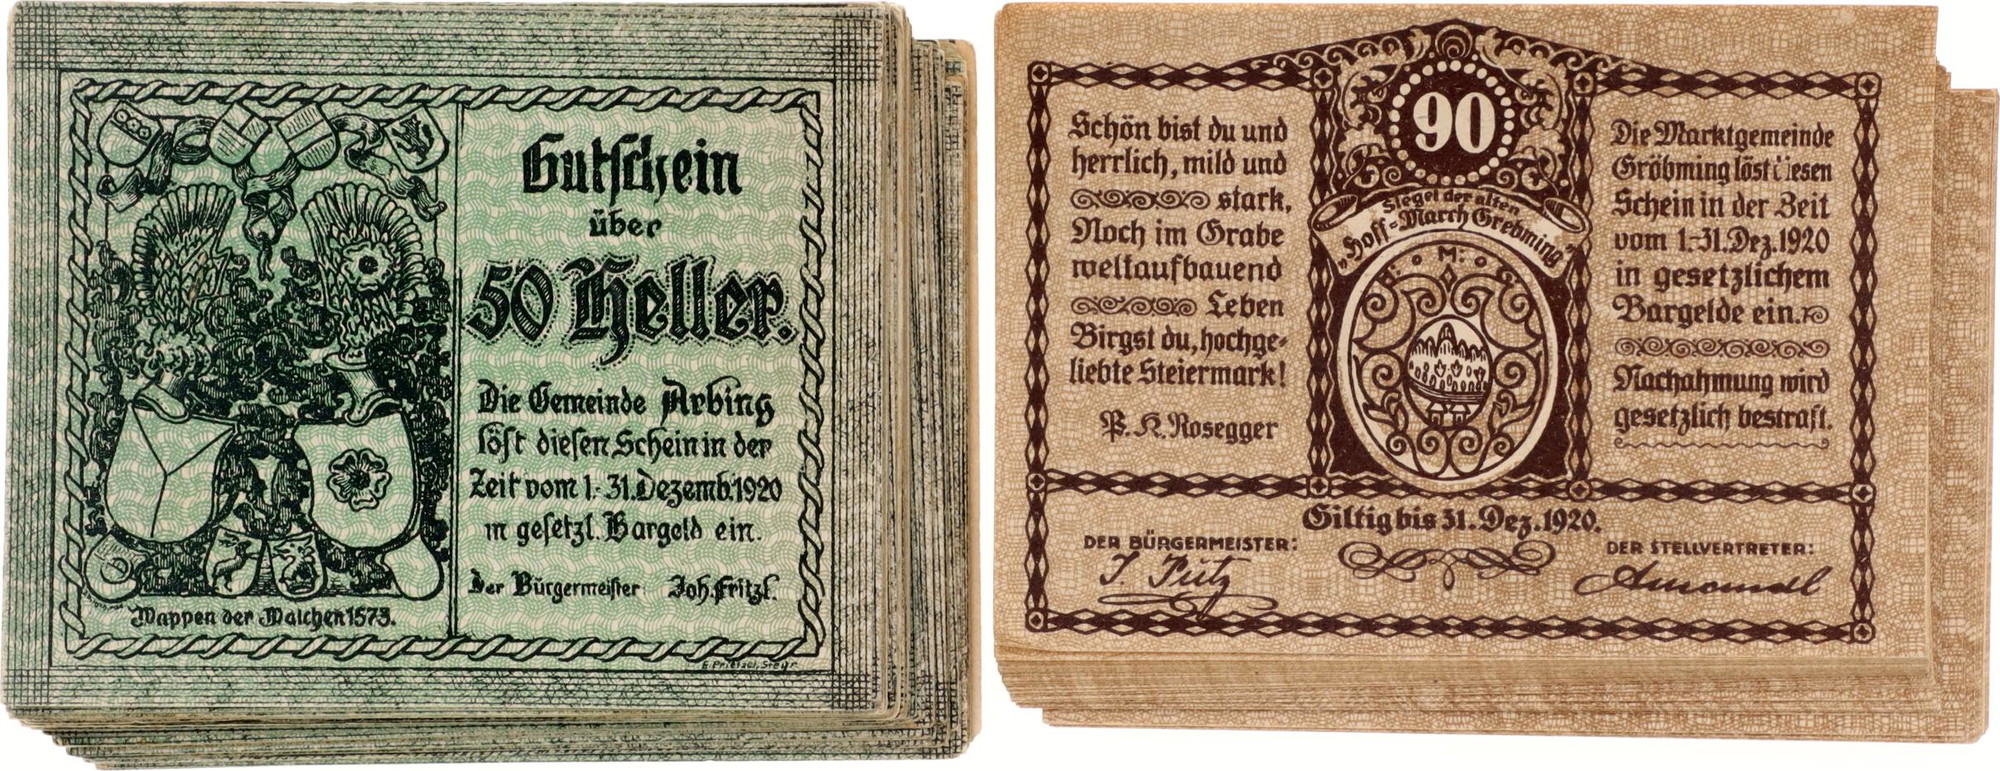 Gutschein
über
50 Heller.
Die Gemeinde Arbing
löst diesen Schein in der
Zeit vom 1.-31. Dezemb. 1920
in gesetzl. Bargeld ein.
Der Bürgermeister: Joh. Fritzl.
Wappen der Walchen 1573.
E. Prietzel, Steyr
90
Schön bist du und
herrlich, mild und
stark,
Noch im Grabe
weltaufbauend
Leben
Birgst du, hochge-
liebte Steiermark!
P. K. Rosegger
Siegel der alten
„Hoff=March Grebming"
M:
Die Marktgemeinde
Gröbming löst diesen
Schein in der Zeit
vom 1.-31. Dez. 1920
in gesetzlichem
Bargelde ein.
Nachahmung wird
gesetzlich bestraft.
Giltig bis 31. Dez. 1920.
DER BÜRGERMEISTER:
DER STELLVERTRETER: